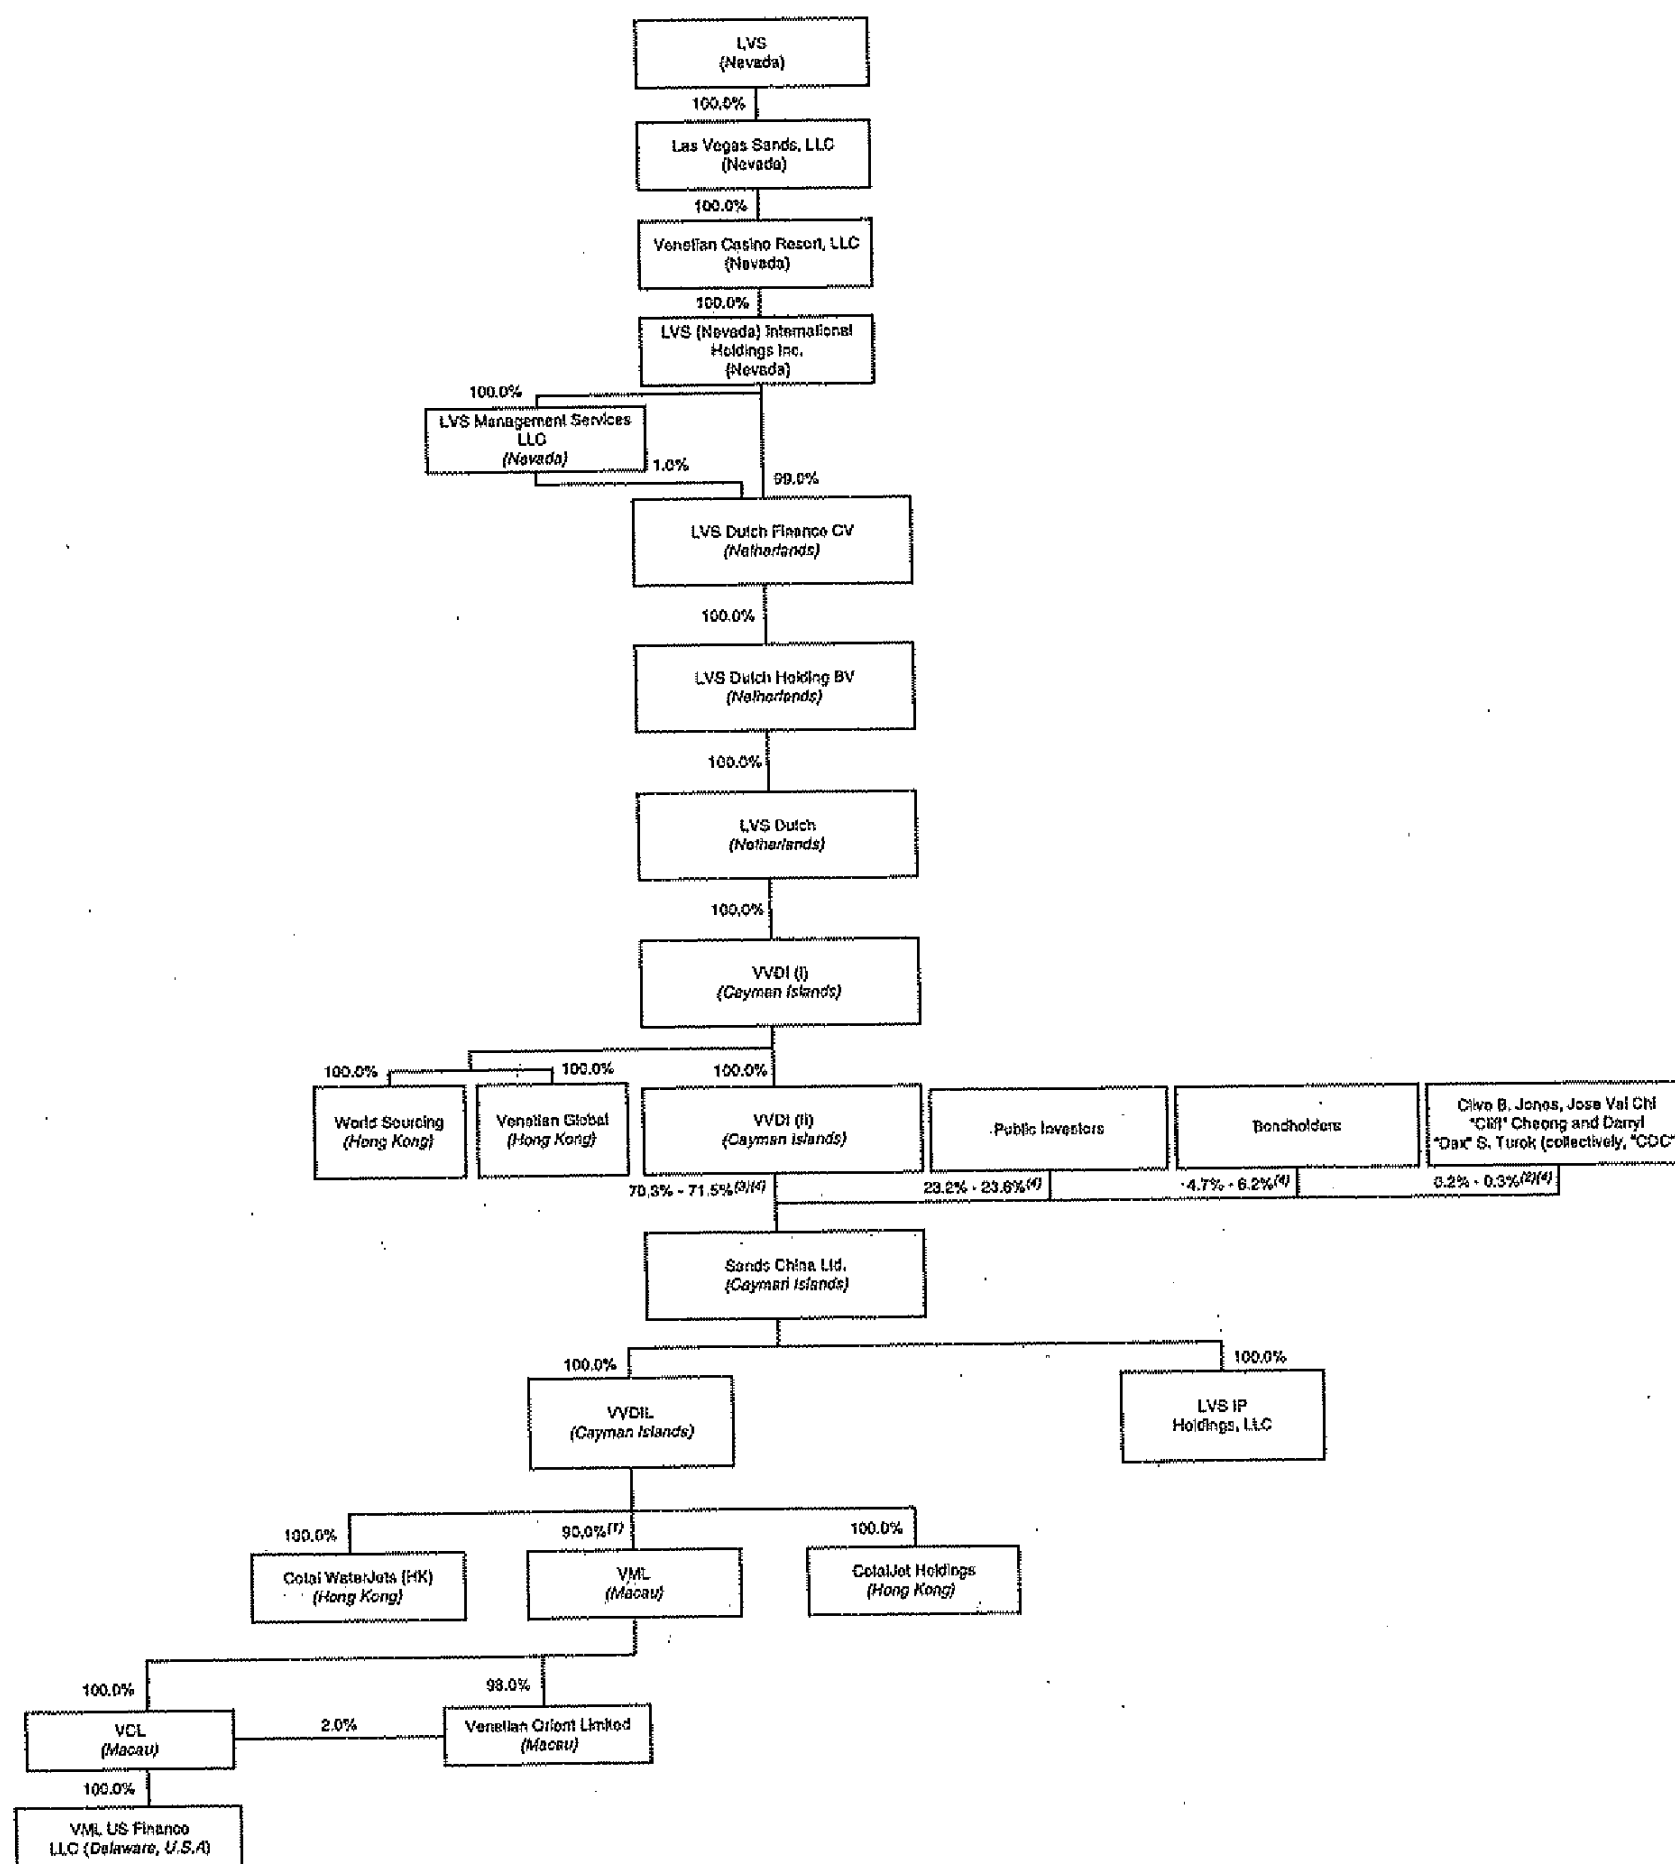 LVS
(Nevada)
100.0%
Las Vegas Sands, LLC
(Nevada)
100.0%
Venetian Casino Resort, LLC
(Nevada)
100.0%
LVS (Nevada) International
Holdings Inc.
(Nevada)
100.0%
LVS Management Services
LLC
(Nevada)
1.0%
99.0%
LVS Dutch Finance CV
(Netherlands)
100.0%
LVS Dutch Holding BV
(Netherlands)
100.0%
LVS Dutch
(Netherlands)
100.0%
VVDI (I)
(Cayman Islands)
100.0%
100.0%
100.0%
World Sourcing
(Hong Kong)
Venetian Global
(Hong Kong)
VVDI (II)
(Cayman Islands)
Public Investors
Bondholders
Clive B. Jones, Jose Vai Chi
"Cliff" Cheong and Darryl
"Dax" S. Turok (collectively, "CDC"
70.3% - 71.5%(3)(4)
23.2% - 23.6%(4)
4.7% - 6.2%(4)
0.2% - 0.3%(2)(4)
Sands China Ltd.
(Cayman Islands)
100.0%
100.0%
VVDIL
(Cayman Islands)
LVS IP
Holdings, LLC
100.0%
90.0%(1)
100.0%
Cotai WaterJets (HK)
(Hong Kong)
VML
(Macau)
CotaiJet Holdings
(Hong Kong)
100.0%
98.0%
VCL
(Macau)
2.0%
Venetian Orient Limited
(Macau)
100.0%
VML US Finance
LLC (Delaware, U.S.A)